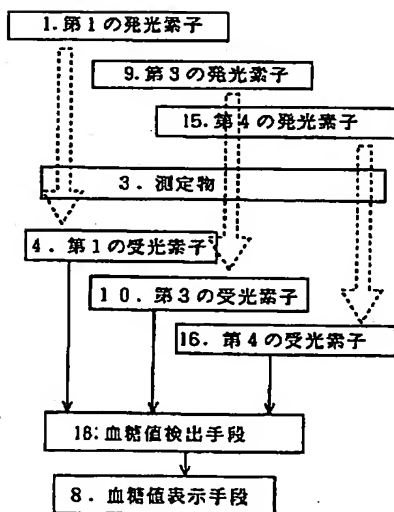 1.第1の発光素子
9.第3の発光素子
15.第4の発光素子
3.測定物
4.第1の受光素子
10.第3の受光素子
16.第4の受光素子
18:血糖値検出手段
8.血糖値表示手段